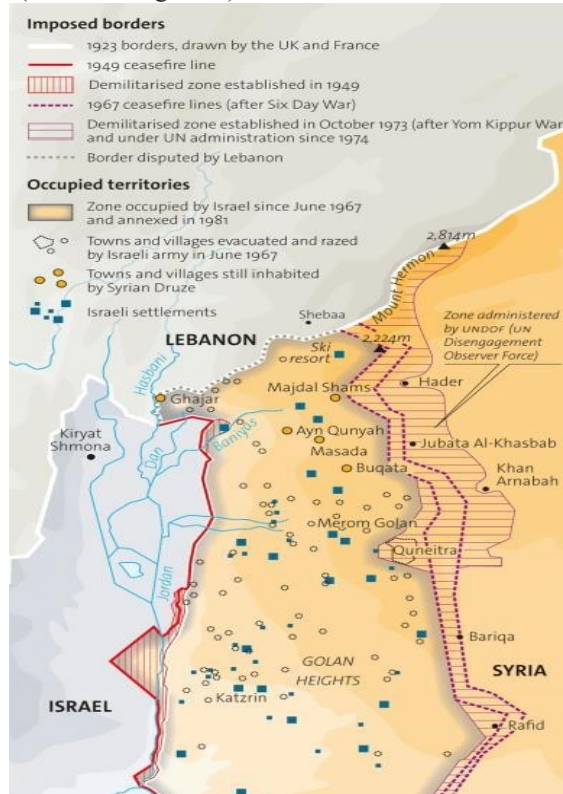 Imposed borders
1923 borders, drawn by the UK and France
1949 ceasefire line
Demilitarised zone established in 1949
1967 ceasefire lines (after Six Day War)
Demilitarised zone established in October 1973 (after Yom Kippur War
and under UN administration since 1974
Border disputed by Lebanon
Occupied territories
Zone occupied by Israel since June 1967
and annexed in 1981
Towns and villages evacuated and razed
by Israeli army in June 1967
Towns and villages still inhabited
by Syrian Druze
Israeli settlements
2,814m
Mount Hermon
Shebaa
Zone administered
by UNDOF (UN
Disengagement
Observer Force)
LEBANON
Ski
resort
2,224m
Hasbani
Hader
Ghajar
Majdal Shams
Kiryat
Shmona
Dan
Banyas
Ayn Qunyah
Masada
Jubata Al-Khasbab
Buqata
Khan
Arnabah
Merom Golan
Quneitra
Jordan
Bariqa
GOLAN
HEIGHTS
SYRIA
ISRAEL
Katzrin
Rafid